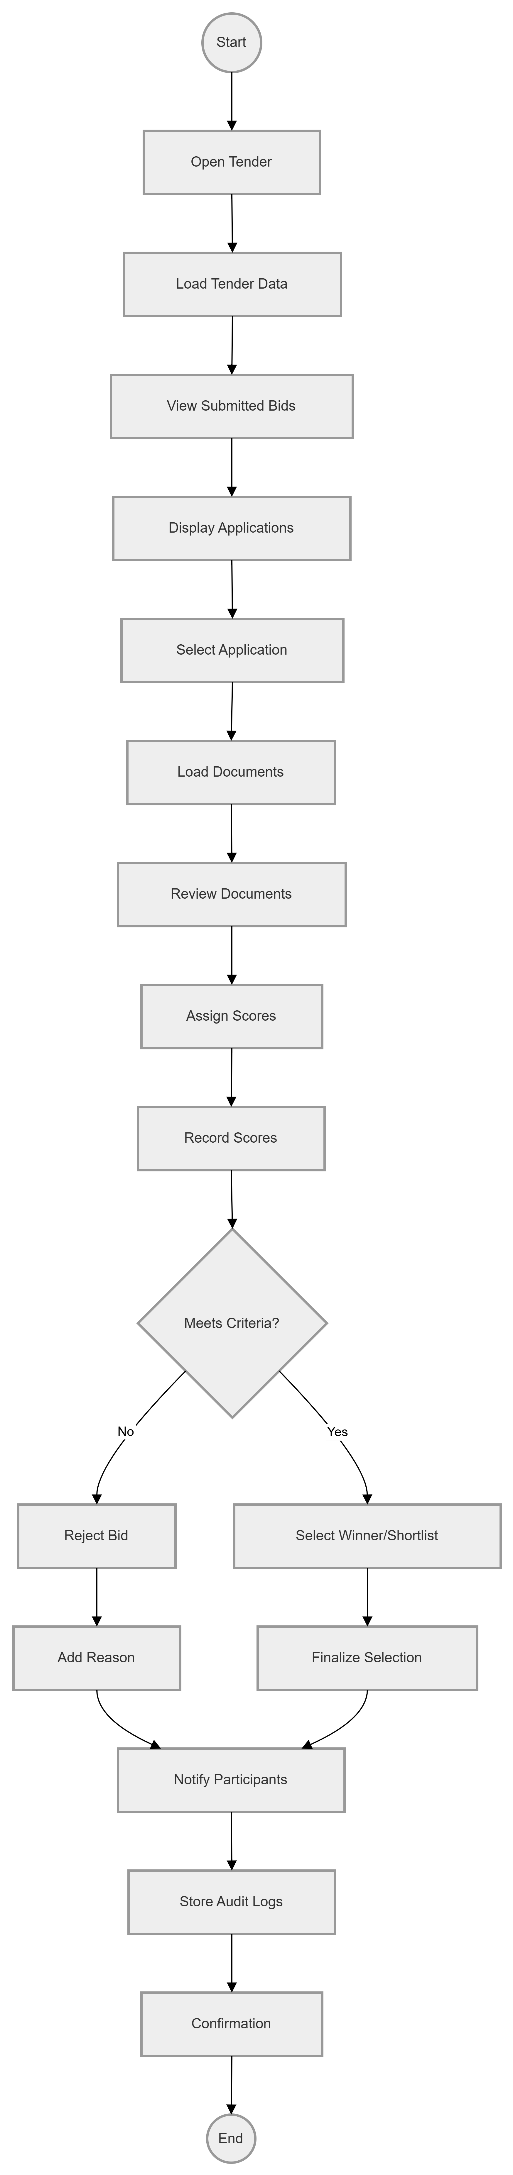 Start
Open Tender
Load Tender Data
View Submitted Bids
Display Applications
Select Application
Load Documents
Review Documents
Assign Scores
Record Scores
Meets Criteria?
No
Yes
Reject Bid
Select Winner/Shortlist
Add Reason
Finalize Selection
Notify Participants
Store Audit Logs
Confirmation
End